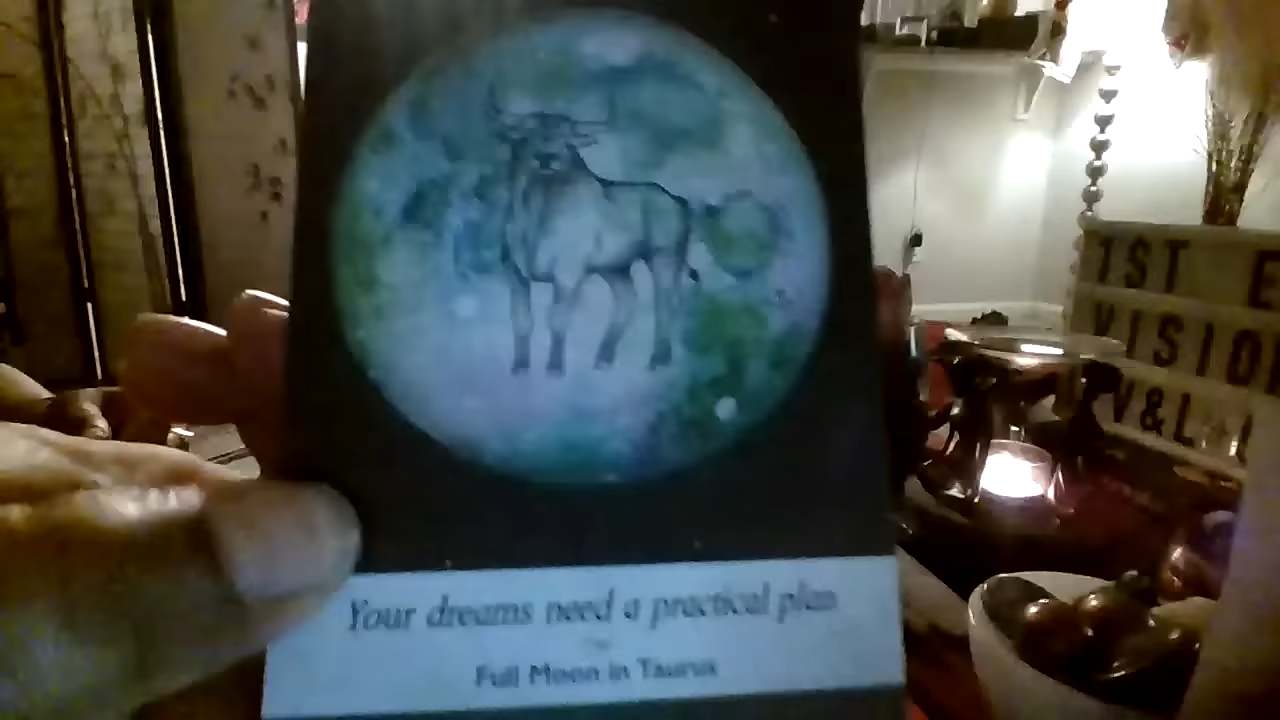 Your dreams need a practical plan
Full Moon in Taurus
1ST E
VISIO
V&L